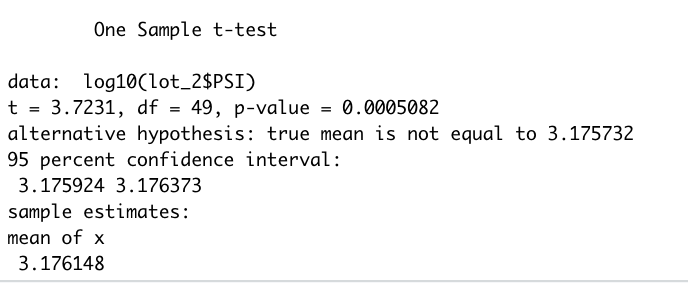 One Sample t-test
data:  log10(lot_2$PSI)
t = 3.7231, df = 49, p-value = 0.0005082
alternative hypothesis: true mean is not equal to 3.175732
95 percent confidence interval:
3.175924 3.176373
sample estimates:
mean of x
3.176148